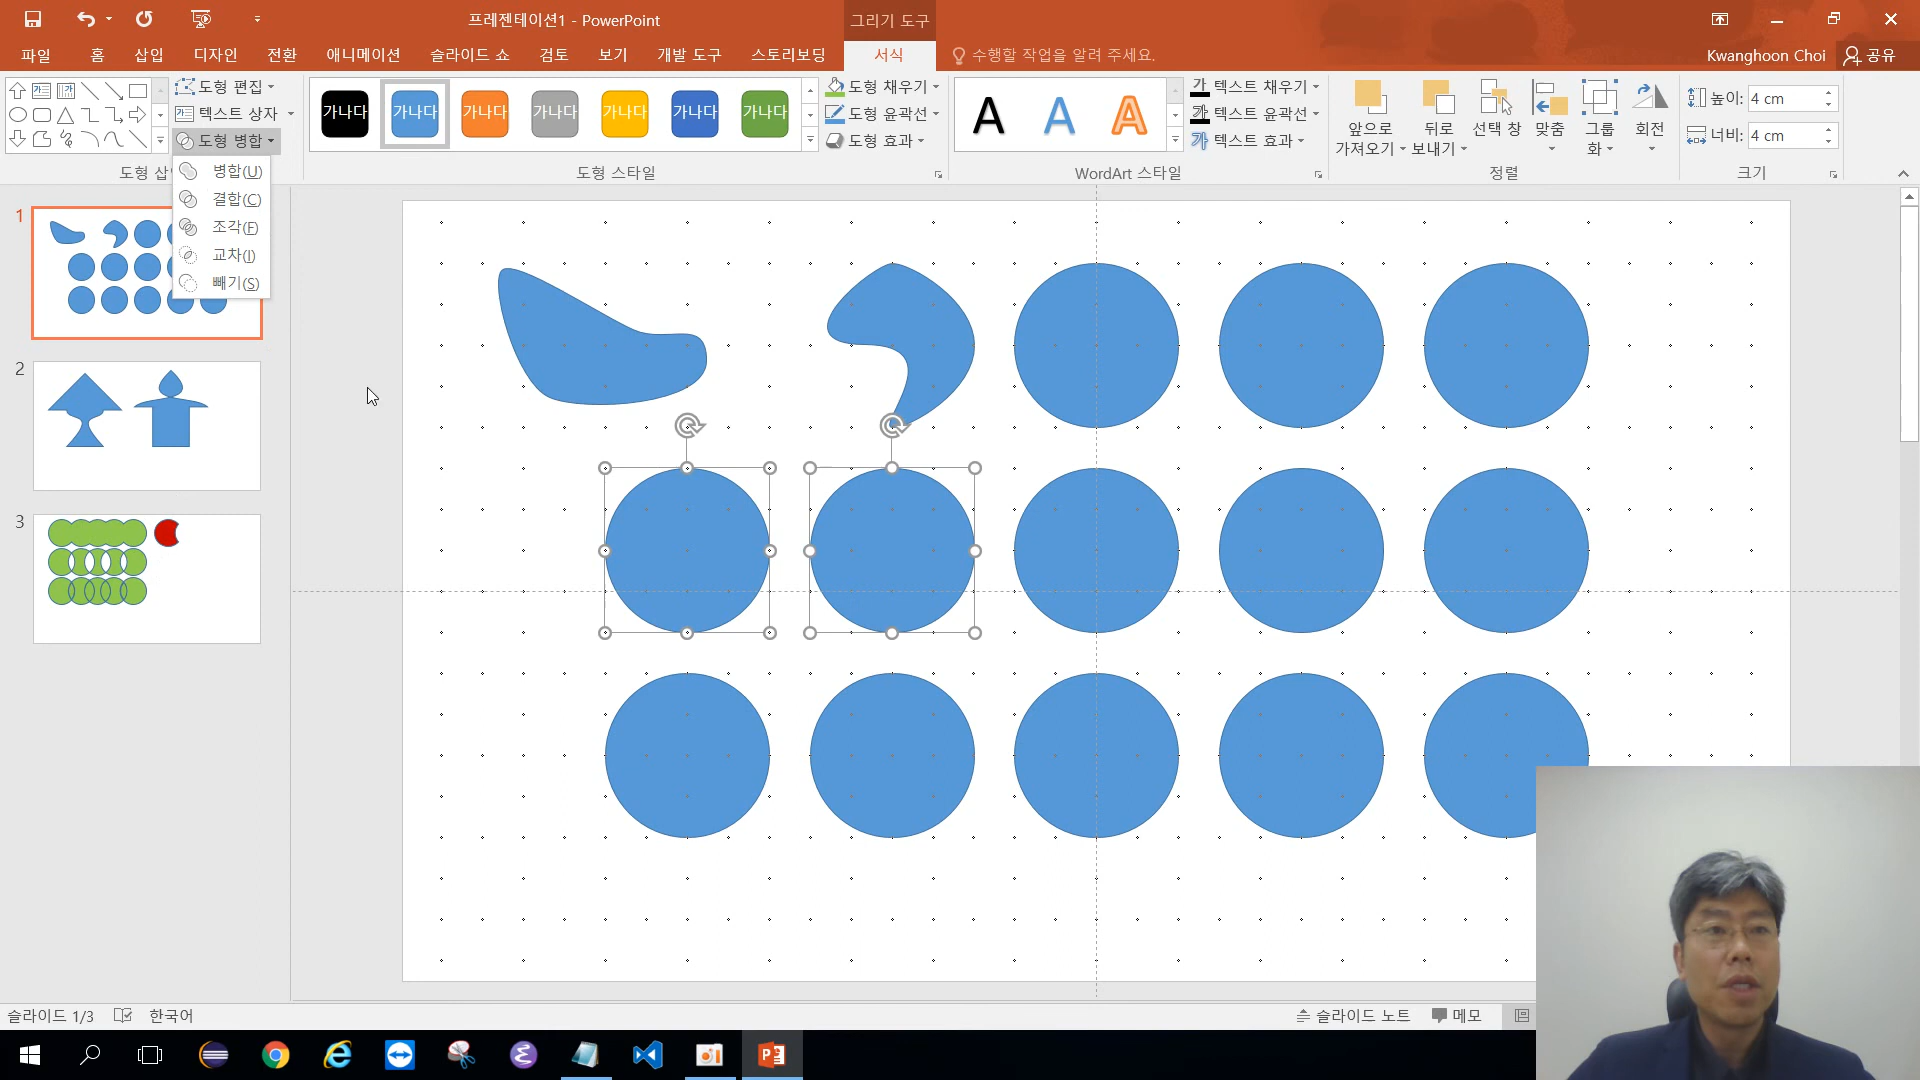 프레젠테이션1 - PowerPoint
그리기 도구
파일
홈
삽입
디자인
전환
애니메이션
슬라이드 쇼
검토
보기
개발 도구
스토리보딩
서식
수행할 작업을 알려 주세요.
Kwanghoon Choi
공유
도형 편집
텍스트 상자
도형 병합
가나다 가나다 가나다 가나다 가나다 가나다 가나다
도형 채우기
도형 윤곽선
도형 효과
A A A
텍스트 채우기
텍스트 윤곽선
텍스트 효과
앞으로
가져오기
뒤로
보내기
선택 창
맞춤
그룹
화
회전
높이: 4 cm
너비: 4 cm
도형 삽
도형 스타일
WordArt 스타일
정렬
크기
병합(U)
결합(C)
조각(F)
교차(I)
빼기(S)
1
2
3
슬라이드 1/3
한국어
슬라이드 노트
메모